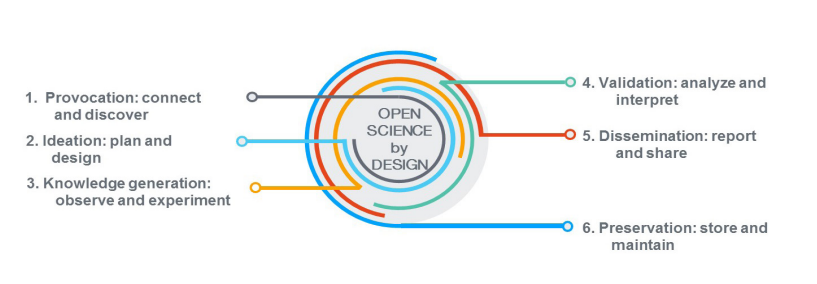 1. Provocation: connect
and discover
2. Ideation: plan and
design
3. Knowledge generation:
observe and experiment
OPEN
SCIENCE
by
DESIGN
4. Validation: analyze and
interpret
5. Dissemination: report
and share
6. Preservation: store and
maintain